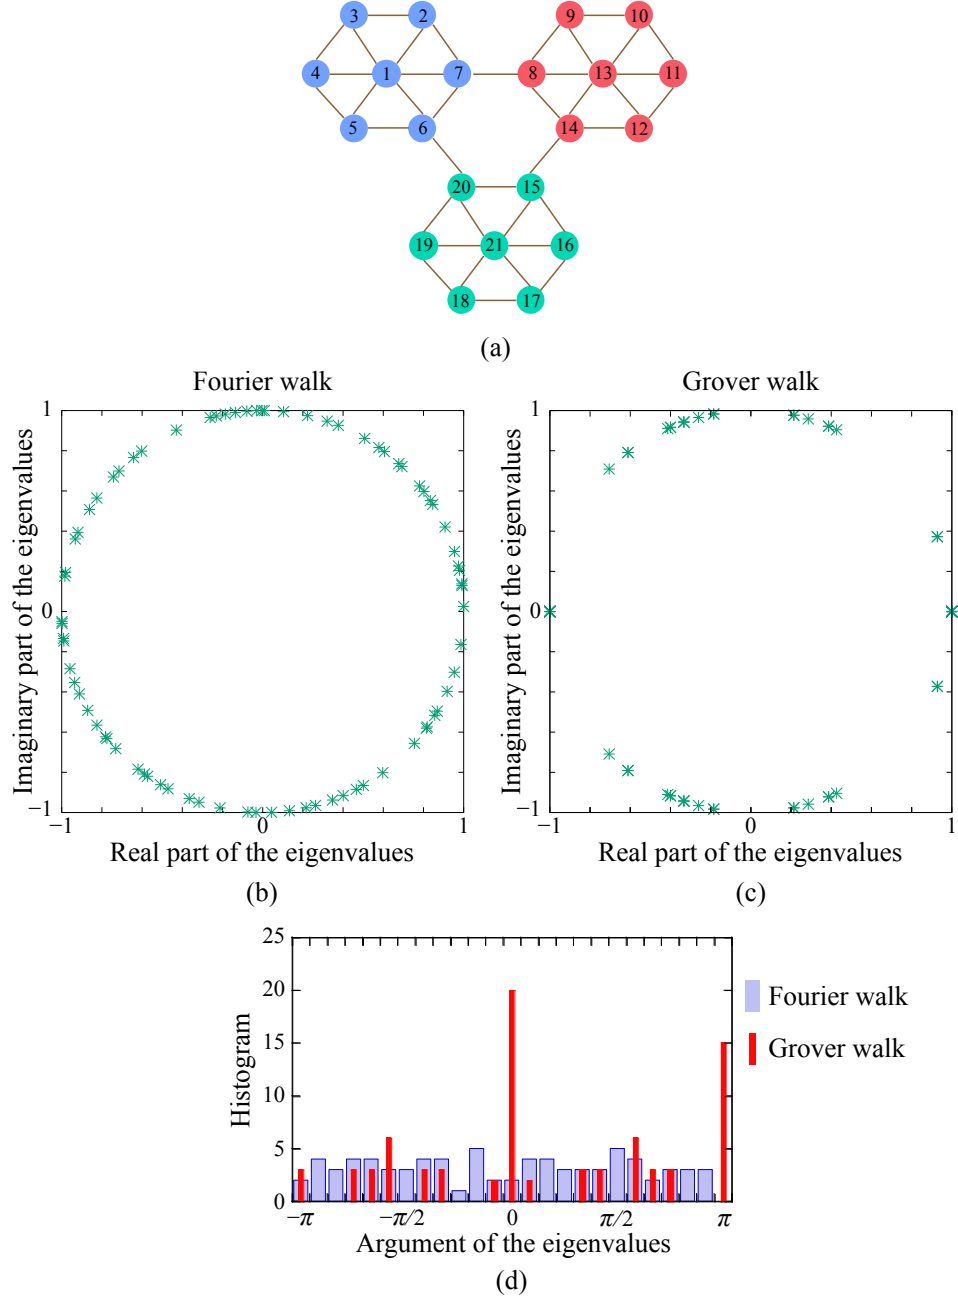 3 2 9 10
4 1 7 8 13 11
5 6 14 12
20 15
19 21 16
18 17
(a)
Fourier walk
Imaginary part of the eigenvalues
1
0
−1
−1 0 1
Real part of the eigenvalues
(b)
Grover walk
Imaginary part of the eigenvalues
1
0
−1
−1 0 1
Real part of the eigenvalues
(c)
Histogram
25
20
15
10
5
0
−π −π/2 0 π/2 π
Argument of the eigenvalues
Fourier walk
Grover walk
(d)